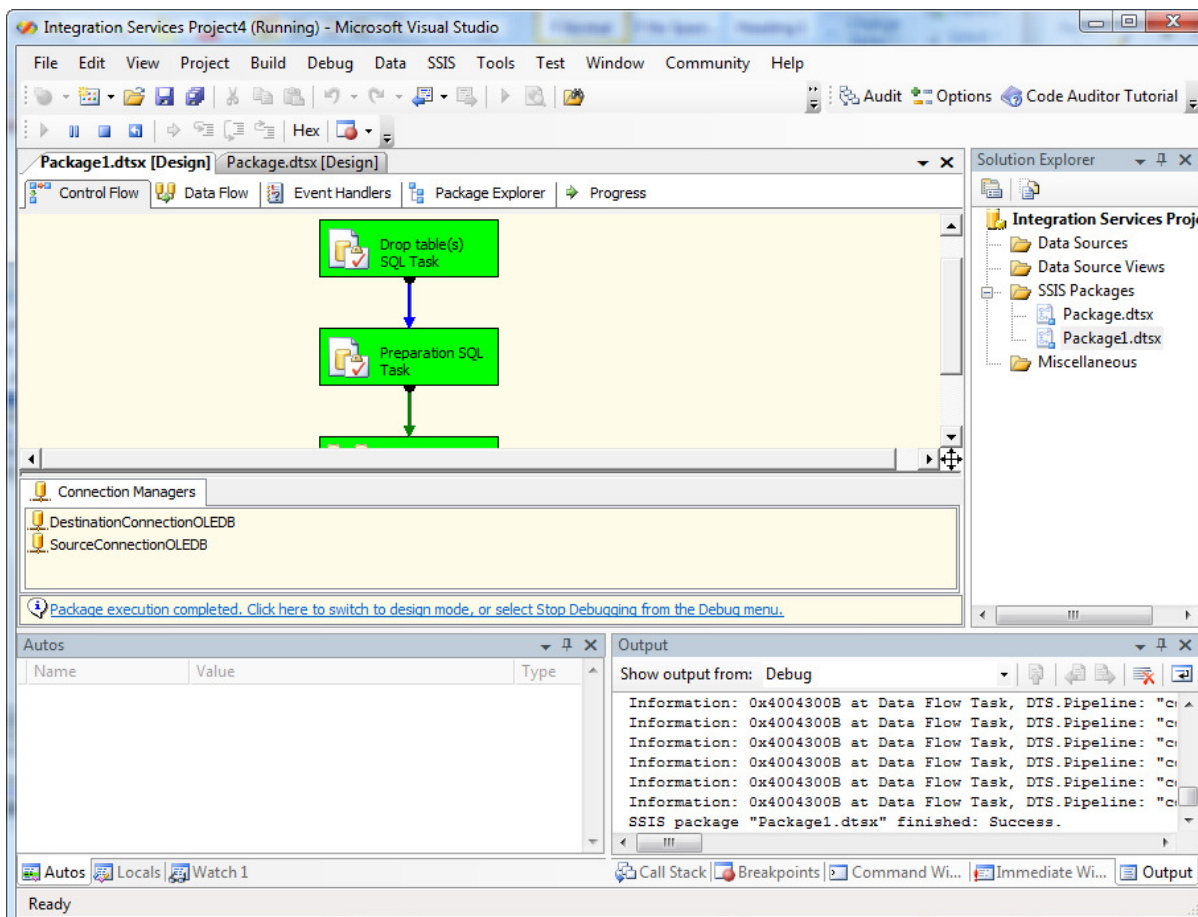 Integration Services Project4 (Running) - Microsoft Visual Studio
File Edit View Project Build Debug Data SSIS Tools Test Window Community Help
Audit Options Code Auditor Tutorial
Hex
Package1.dtsx [Design] Package.dtsx [Design]
Control Flow Data Flow Event Handlers Package Explorer Progress
Drop table(s)
SQL Task
Preparation SQL
Task
Connection Managers
DestinationConnectionOLEDB
SourceConnectionOLEDB
Package execution completed. Click here to switch to design mode, or select Stop Debugging from the Debug menu.
Solution Explorer
Integration Services Proje
Data Sources
Data Source Views
SSIS Packages
Package.dtsx
Package1.dtsx
Miscellaneous
Autos
Name Value Type
Autos Locals Watch 1
Output
Show output from: Debug
Information: 0x4004300B at Data Flow Task, DTS.Pipeline: "c
Information: 0x4004300B at Data Flow Task, DTS.Pipeline: "c
Information: 0x4004300B at Data Flow Task, DTS.Pipeline: "c
Information: 0x4004300B at Data Flow Task, DTS.Pipeline: "c
Information: 0x4004300B at Data Flow Task, DTS.Pipeline: "c
Information: 0x4004300B at Data Flow Task, DTS.Pipeline: "c
SSIS package "Package1.dtsx" finished: Success.
Call Stack Breakpoints Command Wi... Immediate Wi... Output
Ready